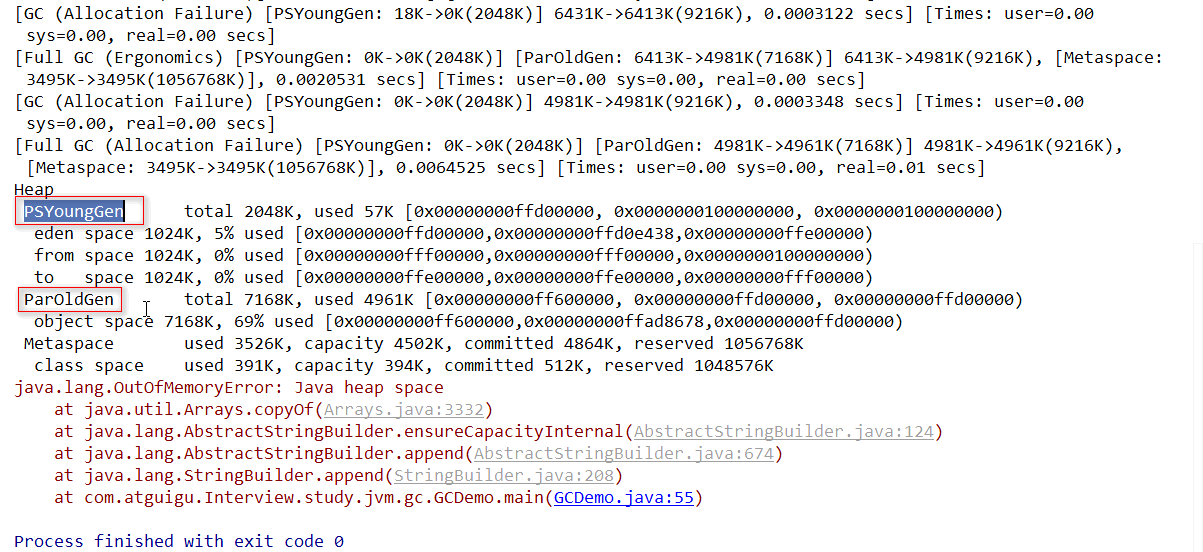 [GC (Allocation Failure) [PSYoungGen: 18K->0K(2048K)] 6431K->6413K(9216K), 0.0003122 secs] [Times: user=0.00
sys=0.00, real=0.00 secs]
[Full GC (Ergonomics) [PSYoungGen: 0K->0K(2048K)] [ParOldGen: 6413K->4981K(7168K)] 6413K->4981K(9216K), [Metaspace:
3495K->3495K(1056768K)], 0.0020531 secs] [Times: user=0.00 sys=0.00, real=0.00 secs]
[GC (Allocation Failure) [PSYoungGen: 0K->0K(2048K)] 4981K->4981K(9216K), 0.0003348 secs] [Times: user=0.00
sys=0.00, real=0.00 secs]
[Full GC (Allocation Failure) [PSYoungGen: 0K->0K(2048K)] [ParOldGen: 4981K->4961K(7168K)] 4981K->4961K(9216K),
[Metaspace: 3495K->3495K(1056768K)], 0.0064525 secs] [Times: user=0.00 sys=0.00, real=0.01 secs]
Heap
PSYoungGen total 2048K, used 57K [0x00000000ffd00000, 0x0000000100000000, 0x0000000100000000)
eden space 1024K, 5% used [0x00000000ffd00000,0x00000000ffd0e438,0x00000000ffe00000)
from space 1024K, 0% used [0x00000000fff00000,0x00000000fff00000,0x0000000100000000)
to space 1024K, 0% used [0x00000000ffe00000,0x00000000ffe00000,0x00000000fff00000)
ParOldGen total 7168K, used 4961K [0x00000000ff600000, 0x00000000ffd00000, 0x00000000ffd00000)
object space 7168K, 69% used [0x00000000ff600000,0x00000000ffad8678,0x00000000ffd00000)
Metaspace used 3526K, capacity 4502K, committed 4864K, reserved 1056768K
class space used 391K, capacity 394K, committed 512K, reserved 1048576K
java.lang.OutOfMemoryError: Java heap space
at java.util.Arrays.copyOf(Arrays.java:3332)
at java.lang.AbstractStringBuilder.ensureCapacityInternal(AbstractStringBuilder.java:124)
at java.lang.AbstractStringBuilder.append(AbstractStringBuilder.java:674)
at java.lang.StringBuilder.append(StringBuilder.java:208)
at com.atguigu.Interview.study.jvm.gc.GCDemo.main(GCDemo.java:55)
Process finished with exit code 0